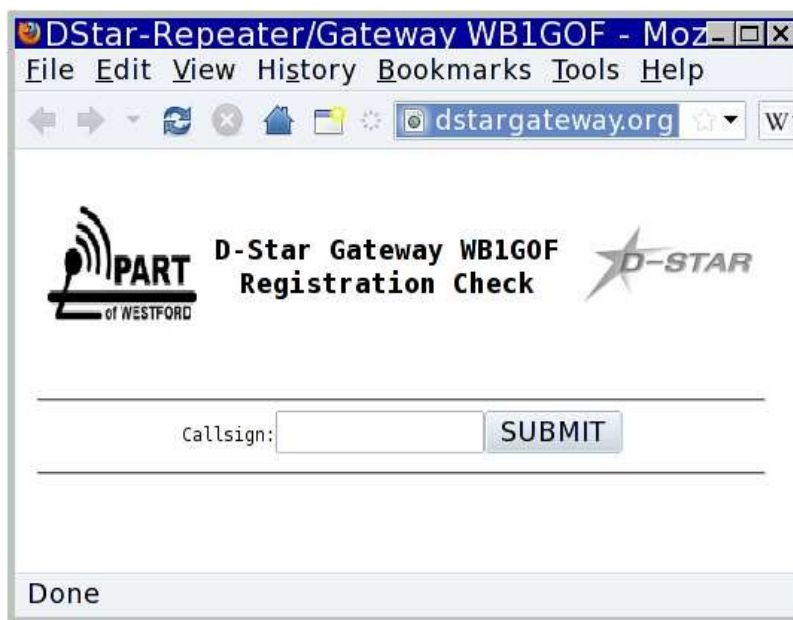 DStar-Repeater/Gateway WB1GOF - Moz
File Edit View History Bookmarks Tools Help
dstargateway.org
W
PART
of WESTFORD
D-Star Gateway WB1GOF
Registration Check
D-STAR
Callsign:
SUBMIT
Done